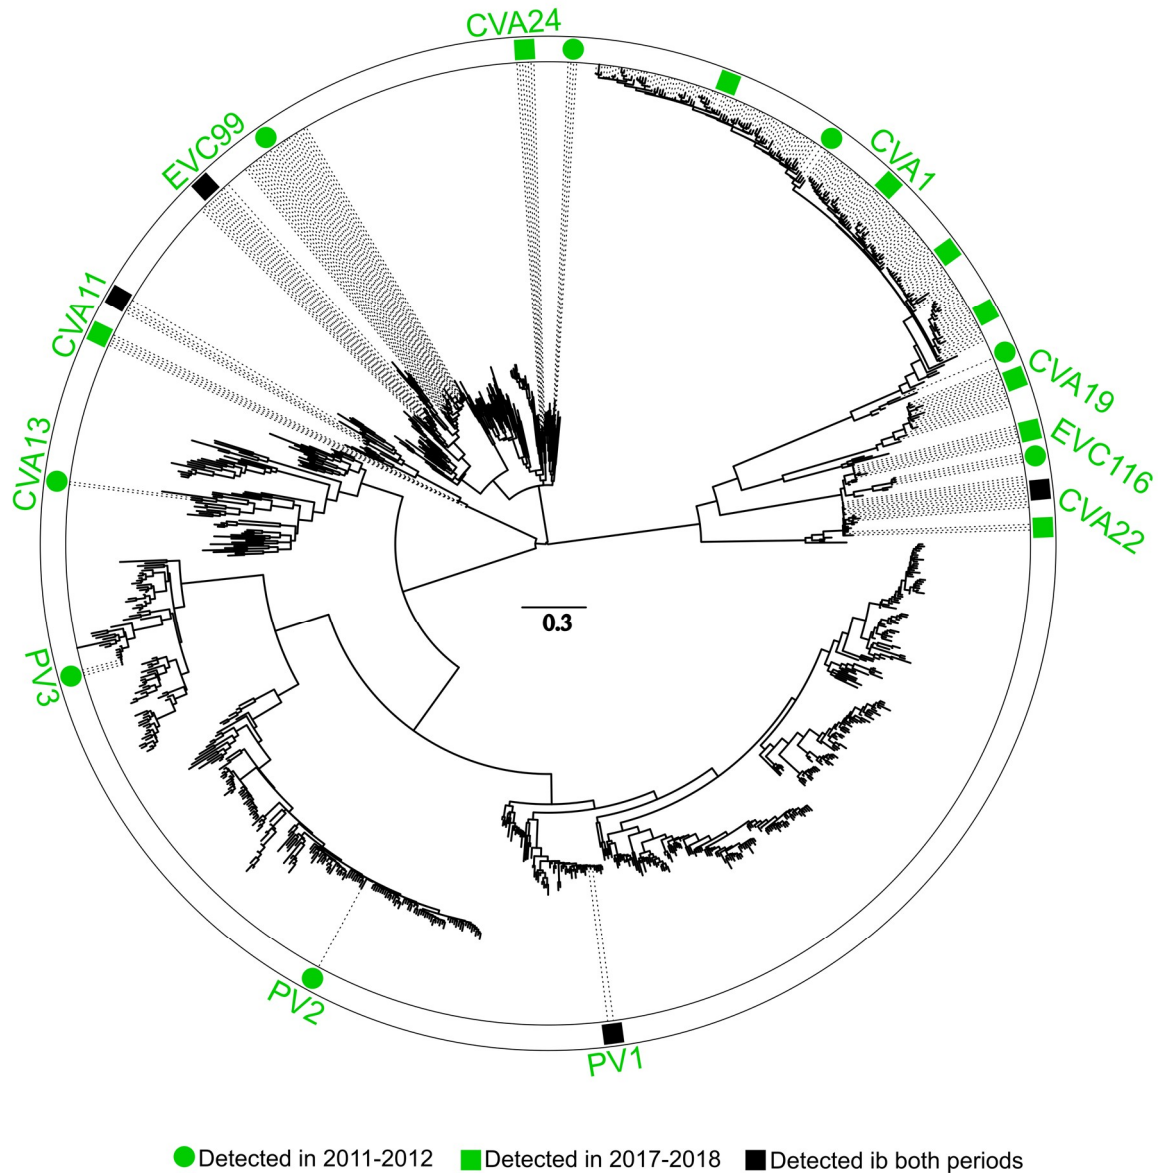 CVA24
EVC99
CVA1
CVA11
CVA19
EVC116
CVA13
CVA22
0.3
PV3
PV2
PV1
Detected in 2011-2012
Detected in 2017-2018
Detected ib both periods